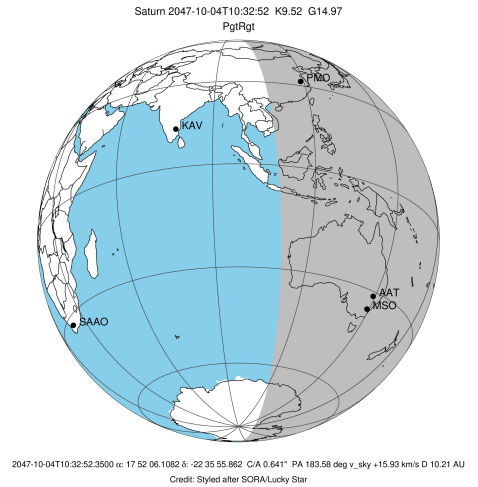 Saturn 2047-10-04T10:32:52 K9.52 G14.97
PgtRgt
PMO
KAV
AAT
MSO
SAAO
2047-10-04T10:32:52.3500 α: 17 52 06.1082 δ: -22 35 55.862 C/A 0.641" PA 183.58 deg v_sky +15.93 km/s D 10.21 AU
Credit: Styled after SORA/Lucky Star